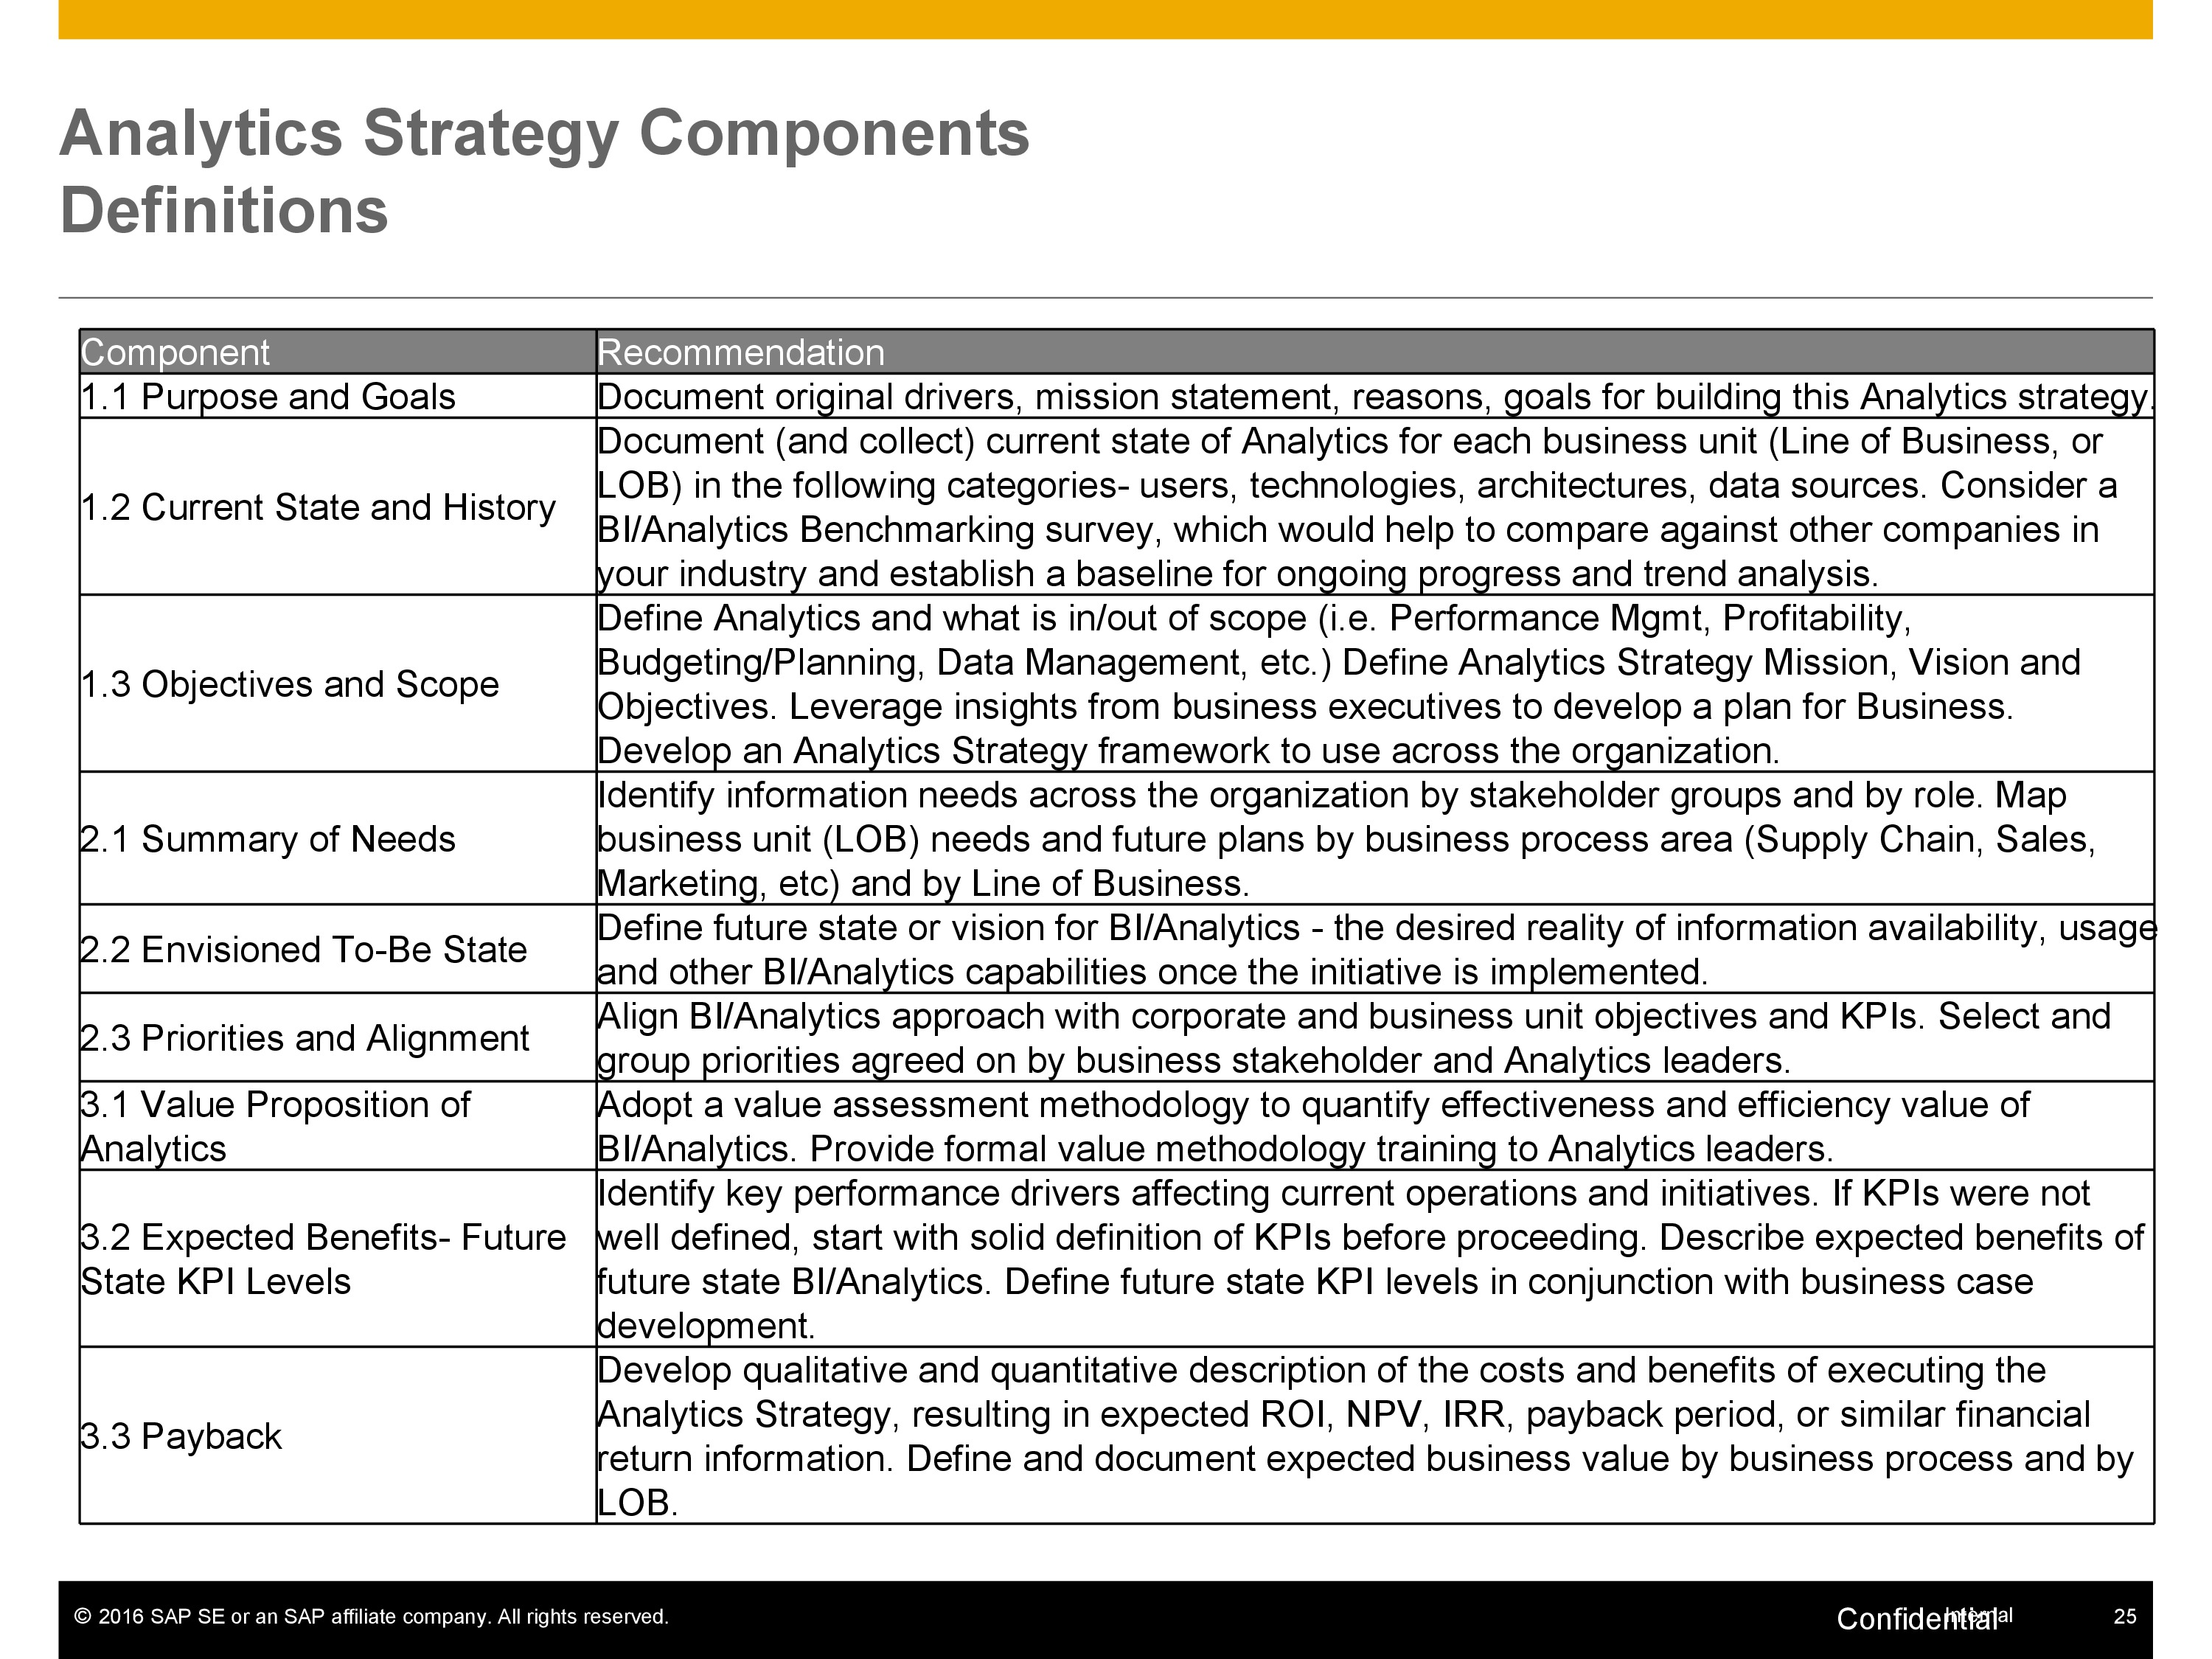 Analytics Strategy Components
Definitions
Component
Recommendation
1.1 Purpose and Goals
Document original drivers, mission statement, reasons, goals for building this Analytics strategy.
1.2 Current State and History
Document (and collect) current state of Analytics for each business unit (Line of Business, or
LOB) in the following categories- users, technologies, architectures, data sources. Consider a
BI/Analytics Benchmarking survey, which would help to compare against other companies in
your industry and establish a baseline for ongoing progress and trend analysis.
1.3 Objectives and Scope
Define Analytics and what is in/out of scope (i.e. Performance Mgmt, Profitability,
Budgeting/Planning, Data Management, etc.) Define Analytics Strategy Mission, Vision and
Objectives. Leverage insights from business executives to develop a plan for Business.
Develop an Analytics Strategy framework to use across the organization.
2.1 Summary of Needs
Identify information needs across the organization by stakeholder groups and by role. Map
business unit (LOB) needs and future plans by business process area (Supply Chain, Sales,
Marketing, etc) and by Line of Business.
2.2 Envisioned To-Be State
Define future state or vision for BI/Analytics - the desired reality of information availability, usage
and other BI/Analytics capabilities once the initiative is implemented.
2.3 Priorities and Alignment
Align BI/Analytics approach with corporate and business unit objectives and KPIs. Select and
group priorities agreed on by business stakeholder and Analytics leaders.
3.1 Value Proposition of
Analytics
Adopt a value assessment methodology to quantify effectiveness and efficiency value of
BI/Analytics. Provide formal value methodology training to Analytics leaders.
3.2 Expected Benefits- Future
State KPI Levels
Identify key performance drivers affecting current operations and initiatives. If KPIs were not
well defined, start with solid definition of KPIs before proceeding. Describe expected benefits of
future state BI/Analytics. Define future state KPI levels in conjunction with business case
development.
3.3 Payback
Develop qualitative and quantitative description of the costs and benefits of executing the
Analytics Strategy, resulting in expected ROI, NPV, IRR, payback period, or similar financial
return information. Define and document expected business value by business process and by
LOB.
© 2016 SAP SE or an SAP affiliate company. All rights reserved.
Confidential
Internal
25